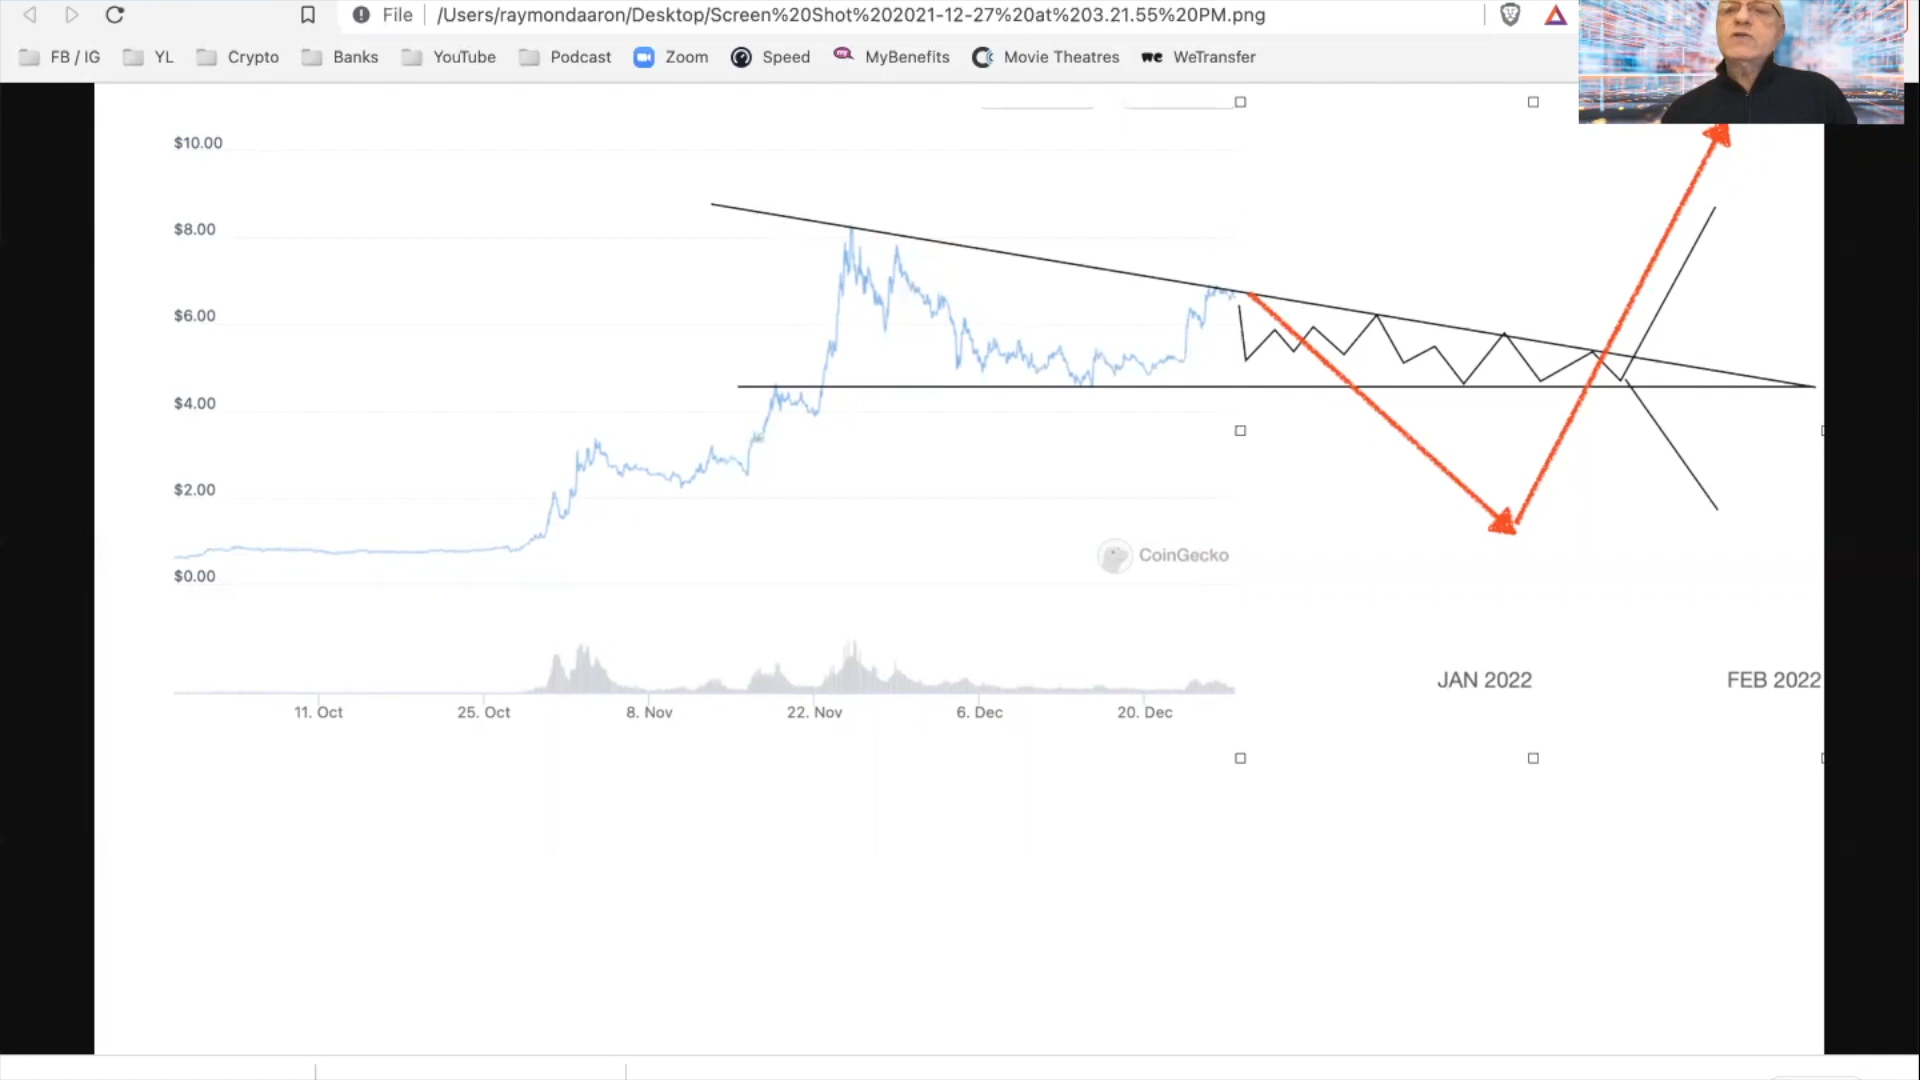 File
/Users/raymondaaron/Desktop/Screen%20Shot%202021-12-27%20at%203.21.55%20PM.png
FB / IG YL Crypto Banks YouTube Podcast Zoom Speed my MyBenefits Movie Theatres we WeTransfer
$10.00
$8.00
$6.00
$4.00
$2.00
CoinGecko
$0.00
JAN 2022 FEB 2022
11. Oct 25. Oct 8. Nov 22. Nov 6. Dec 20. Dec